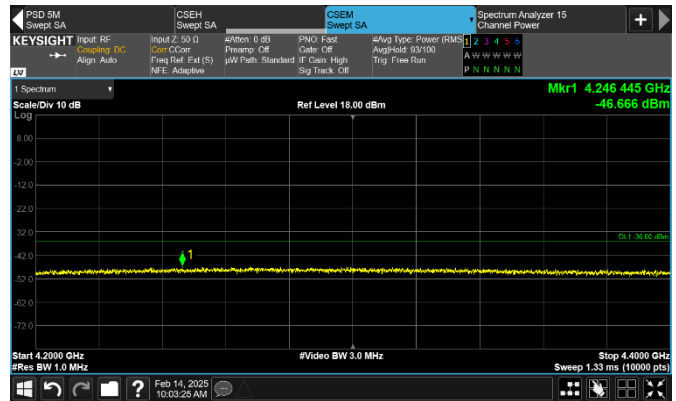 PSD 5M
Swept SA
CSEH
Swept SA
CSEM
Swept SA
Spectrum Analyzer 15
Channel Power
KEYSIGHT
Input: RF
Coupling: DC
Align: Auto
Input Z: 50 Ω
Corr CCorr
Freq Ref: Ext (S)
NFE: Adaptive
#Atten: 0 dB
Preamp: Off
µW Path: Standard
PNO: Fast
Gate: Off
IF Gain: High
Sig Track: Off
#Avg Type: Power (RMS)
Avg|Hold: 93/100
Trig: Free Run
1 2 3 4 5 6
A W W W W W
P N N N N N
LXI
1 Spectrum
Scale/Div 10 dB
Log
Ref Level 18.00 dBm
Mkr1 4.246 445 GHz
-46.666 dBm
8.00
-2.00
-12.0
-22.0
-32.0
-42.0
-52.0
-62.0
-72.0
DL1 -36.00 dBm
1
Start 4.2000 GHz
#Res BW 1.0 MHz
#Video BW 3.0 MHz
Stop 4.4000 GHz
Sweep 1.33 ms (10000 pts)
?
Feb 14, 2025
10:03:25 AM